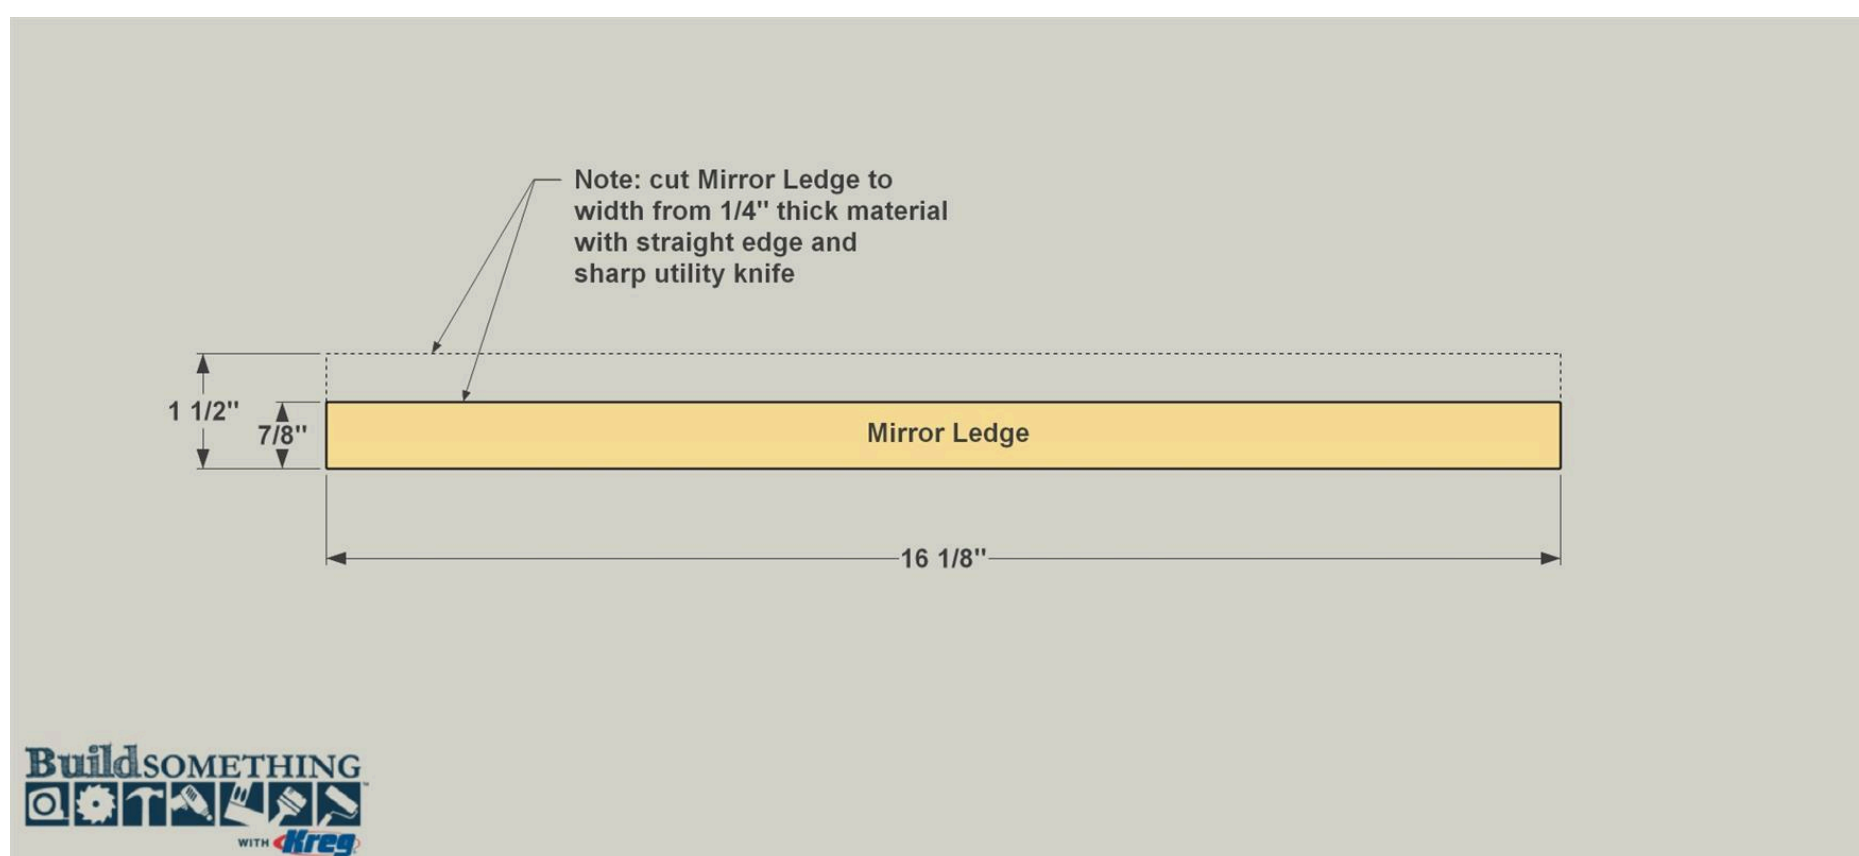 Note: cut Mirror Ledge to
width from 1/4" thick material
with straight edge and
sharp utility knife
1 1/2"
7/8"
Mirror Ledge
16 1/8"
BuildSOMETHING™
WITH Kreg